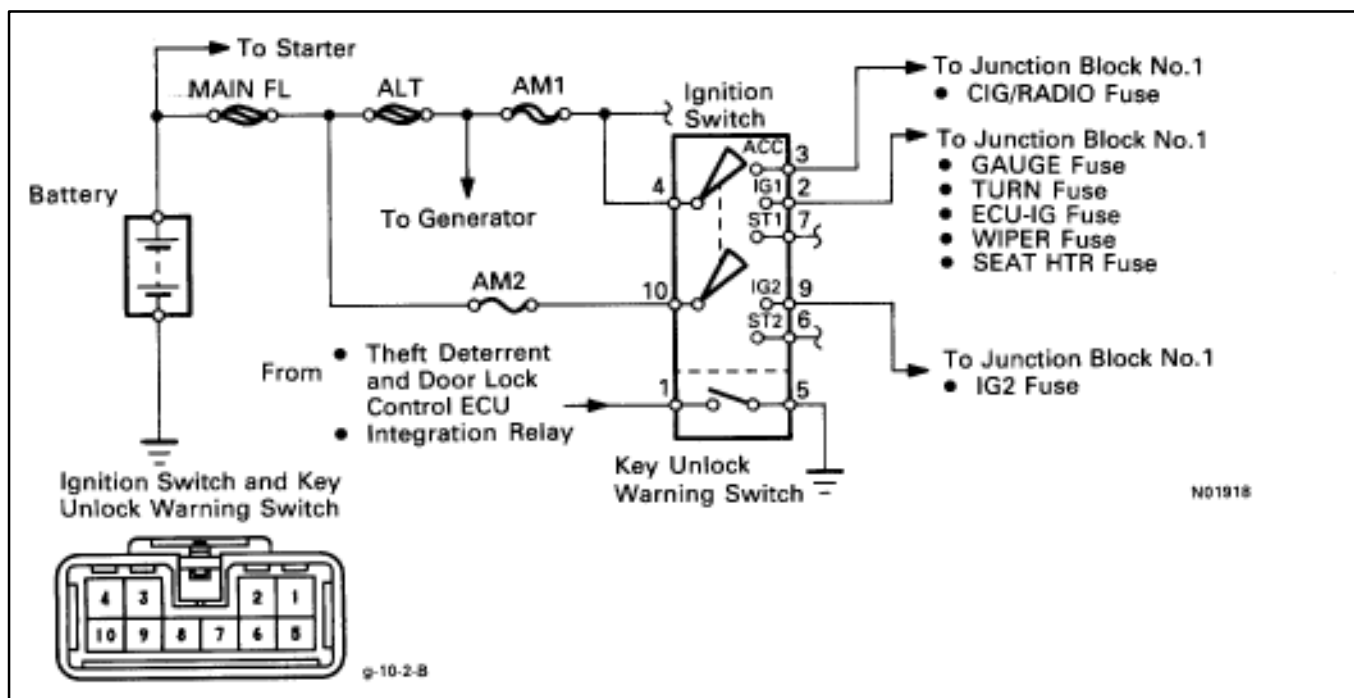 To Starter
MAIN FL
ALT
AM1
Ignition
Switch
To Junction Block No.1
• CIG/RADIO Fuse
Battery
To Generator
4
ACC
3
IG1
2
ST1
7
To Junction Block No.1
• GAUGE Fuse
• TURN Fuse
• ECU-IG Fuse
• WIPER Fuse
• SEAT HTR Fuse
AM2
10
IG2
9
ST2
6
To Junction Block No.1
• IG2 Fuse
From
• Theft Deterrent
and Door Lock
Control ECU
• Integration Relay
1
5
Key Unlock
Warning Switch
N01918
Ignition Switch and Key
Unlock Warning Switch
4 3 2 1
10 9 8 7 6 5
g-10-2-B